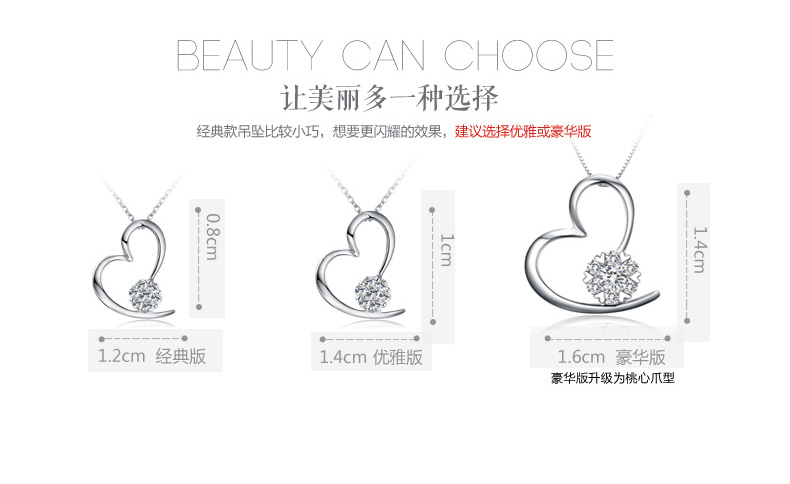 BEAUTY CAN CHOOSE
让美丽多一种选择
经典款吊坠比较小巧，想要更闪耀的效果，建议选择优雅或豪华版
0.8cm
1.2cm 经典版
1cm
1.4cm 优雅版
1.4cm
1.6cm 豪华版
豪华版升级为桃心爪型